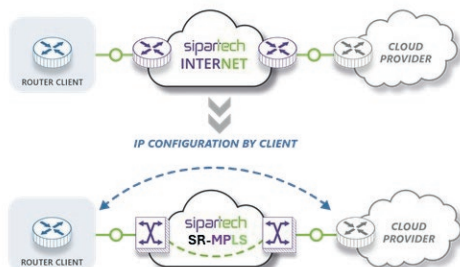 sipartech
INTERNET
CLOUD
PROVIDER
ROUTER CLIENT
IP CONFIGURATION BY CLIENT
sipartech
SR-MPLS
CLOUD
PROVIDER
ROUTER CLIENT